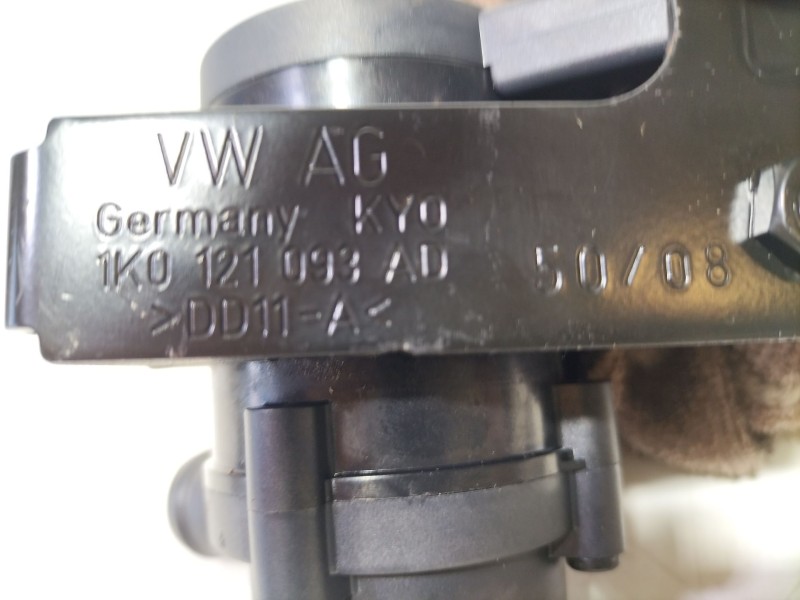 VW AG
Germany KYO
1K0 121 093 AD 50/08
>DD11-A<